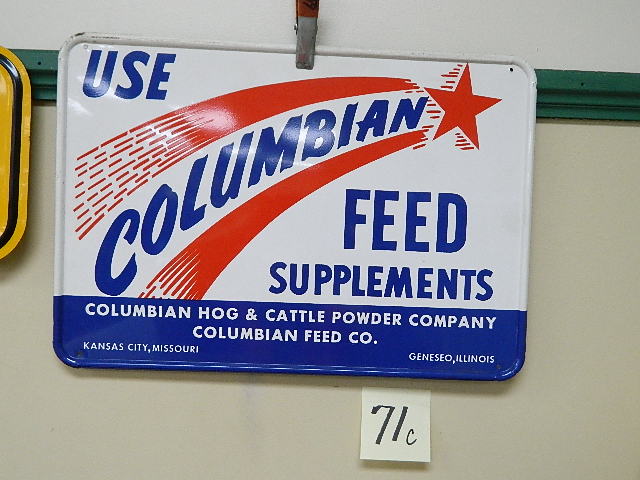 USE
COLUMBIAN
FEED
SUPPLEMENTS
COLUMBIAN HOG & CATTLE POWDER COMPANY
COLUMBIAN FEED CO.
KANSAS CITY, MISSOURI
GENESEO, ILLINOIS
71c